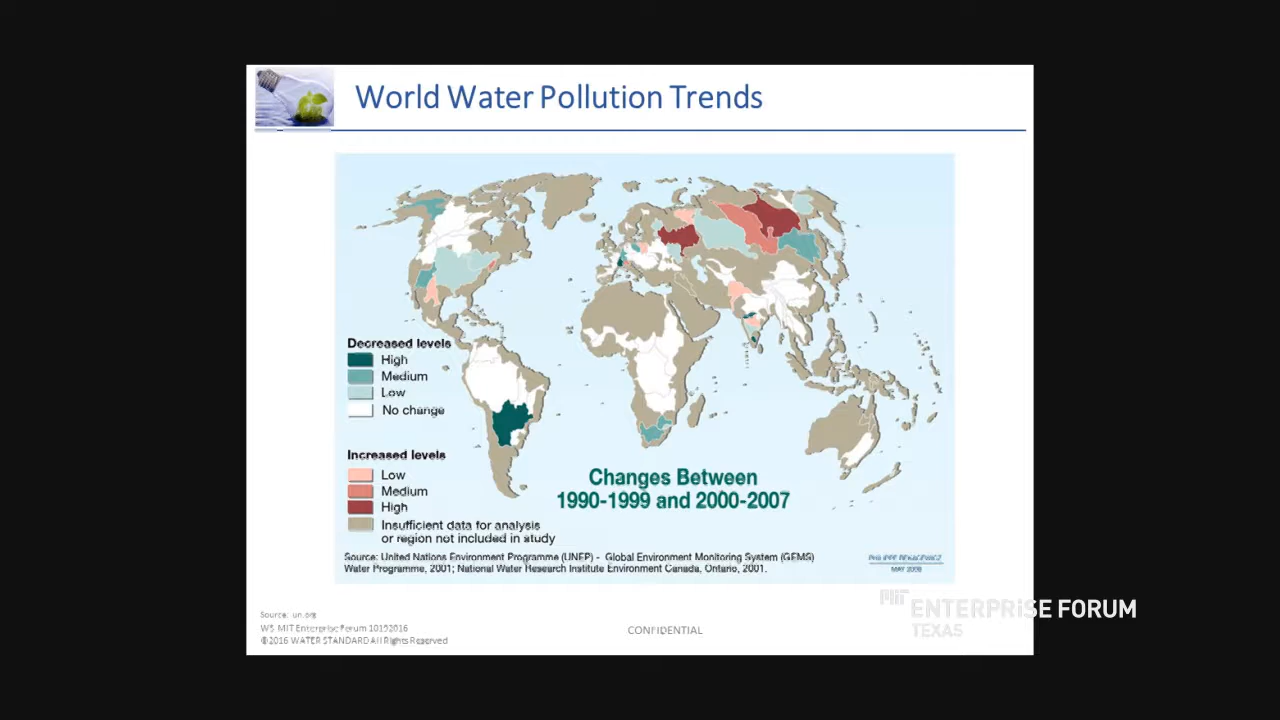 World Water Pollution Trends
Decreased levels
High
Medium
Low
No change
Increased levels
Low
Medium
High
Insufficient data for analysis
or region not included in study
Changes Between
1990-1999 and 2000-2007
Source: United Nations Environment Programme (UNEP) - Global Environment Monitoring System (GEMS)
Water Programme, 2001; National Water Research Institute Environment Canada, Ontario, 2001.
PHILIPPE REKACEWICZ
MAY 2008
Source: un.org
WS MIT Enterprise Forum 10192016
©2016 WATER STANDARD All Rights Reserved
CONFIDENTIAL
MIT ENTERPRISE FORUM
TEXAS